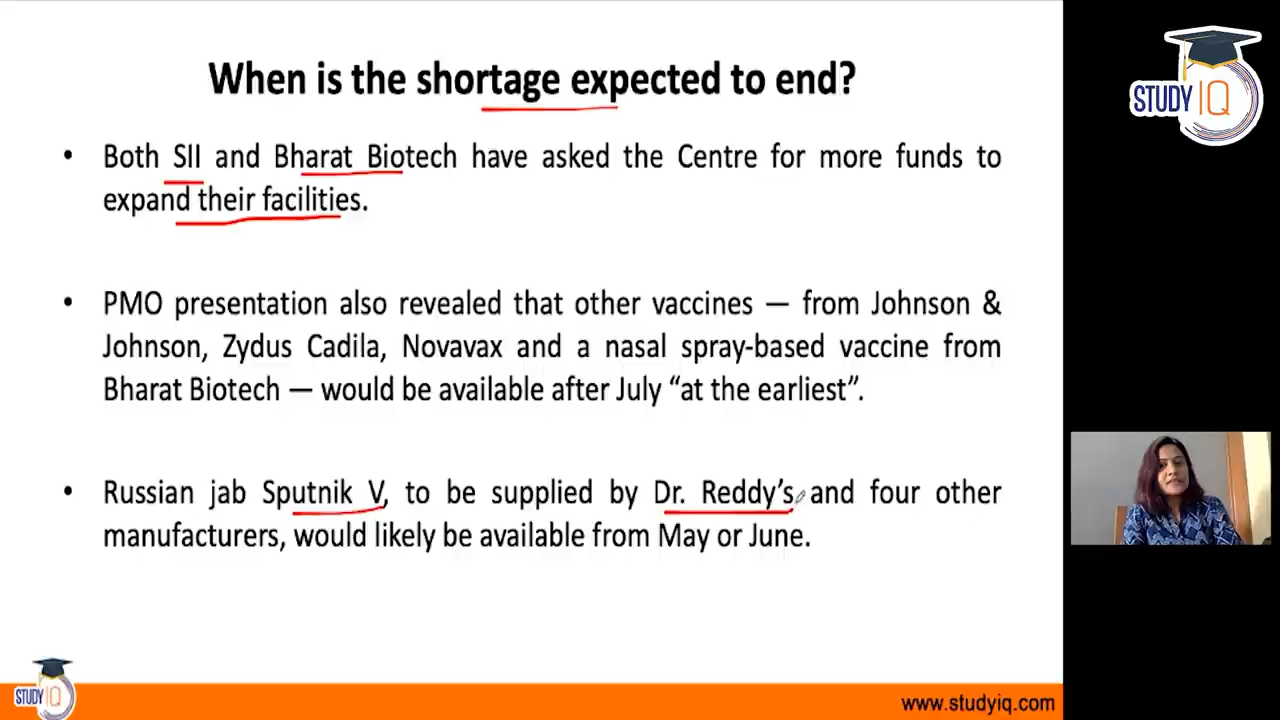 When is the shortage expected to end?
STUDY IQ
• Both SII and Bharat Biotech have asked the Centre for more funds to
expand their facilities.
• PMO presentation also revealed that other vaccines — from Johnson &
Johnson, Zydus Cadila, Novavax and a nasal spray-based vaccine from
Bharat Biotech — would be available after July “at the earliest”.
• Russian jab Sputnik V, to be supplied by Dr. Reddy’s and four other
manufacturers, would likely be available from May or June.
STUDY IQ
www.studyiq.com